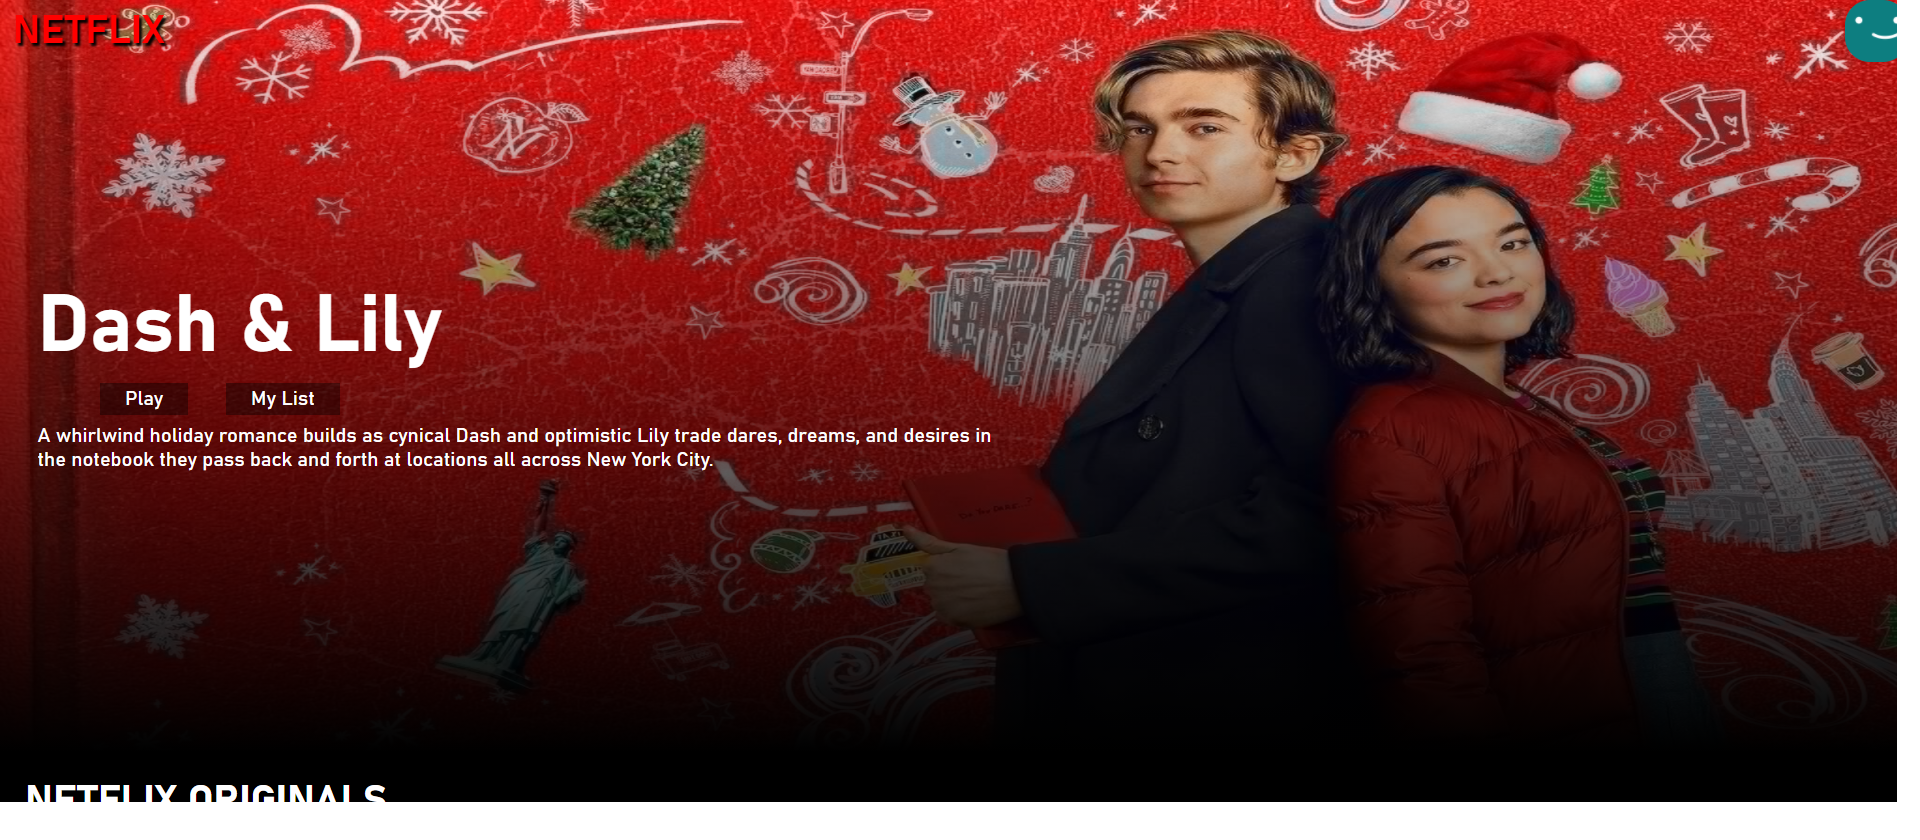 NETFLIX
Dash & Lily
Play
My List
A whirlwind holiday romance builds as cynical Dash and optimistic Lily trade dares, dreams, and desires in
the notebook they pass back and forth at locations all across New York City.
TAXI
NETFLIX ORIGINALS